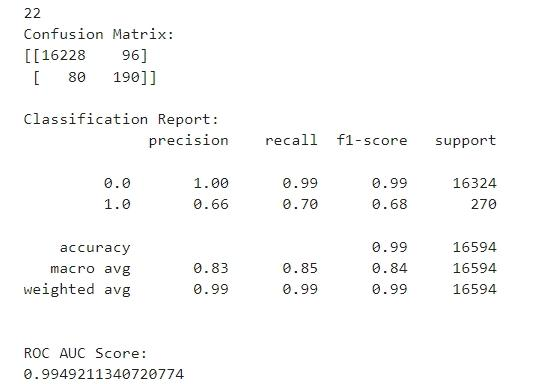 22
Confusion Matrix:
[[16228    96]
 [   80   190]]
Classification Report:
              precision    recall  f1-score   support
         0.0       1.00      0.99      0.99     16324
         1.0       0.66      0.70      0.68       270
    accuracy                           0.99     16594
   macro avg       0.83      0.85      0.84     16594
weighted avg       0.99      0.99      0.99     16594
ROC AUC Score:
0.9949211340720774